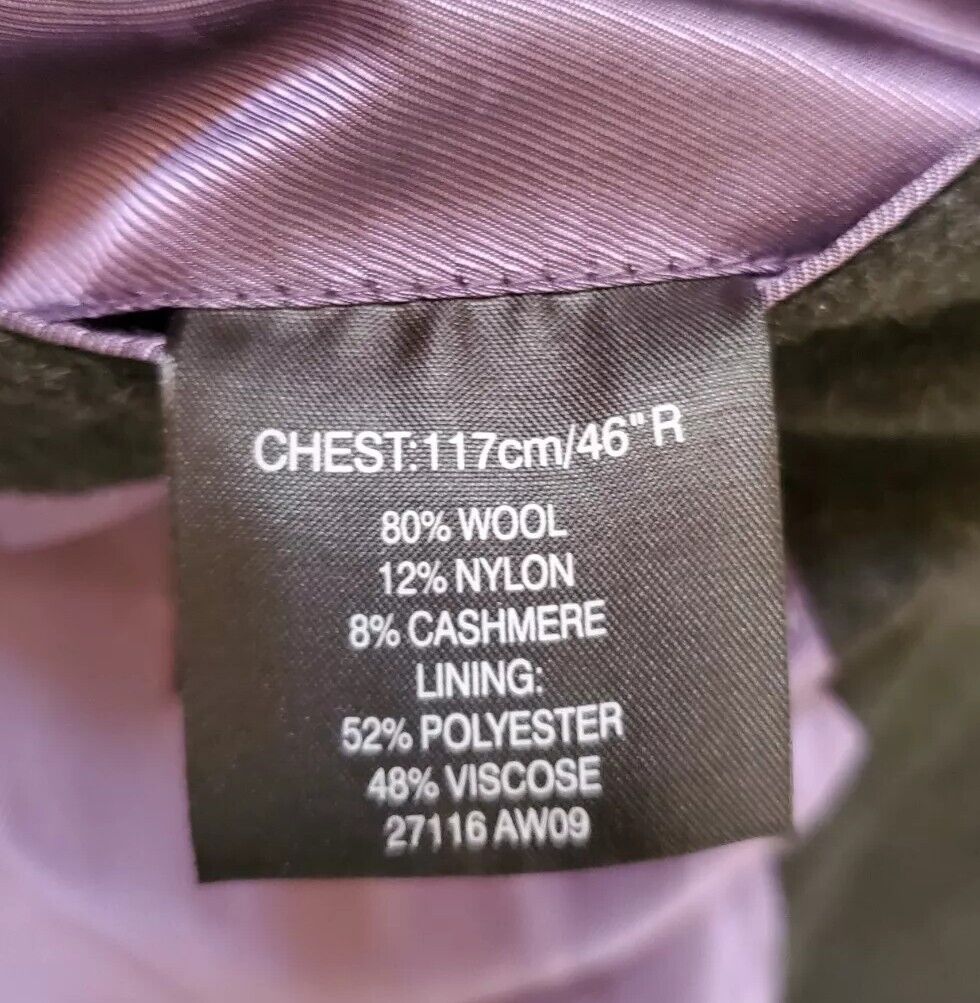 CHEST:117cm/46"R
80% WOOL
12% NYLON
8% CASHMERE
LINING:
52% POLYESTER
48% VISCOSE
27116 AW09